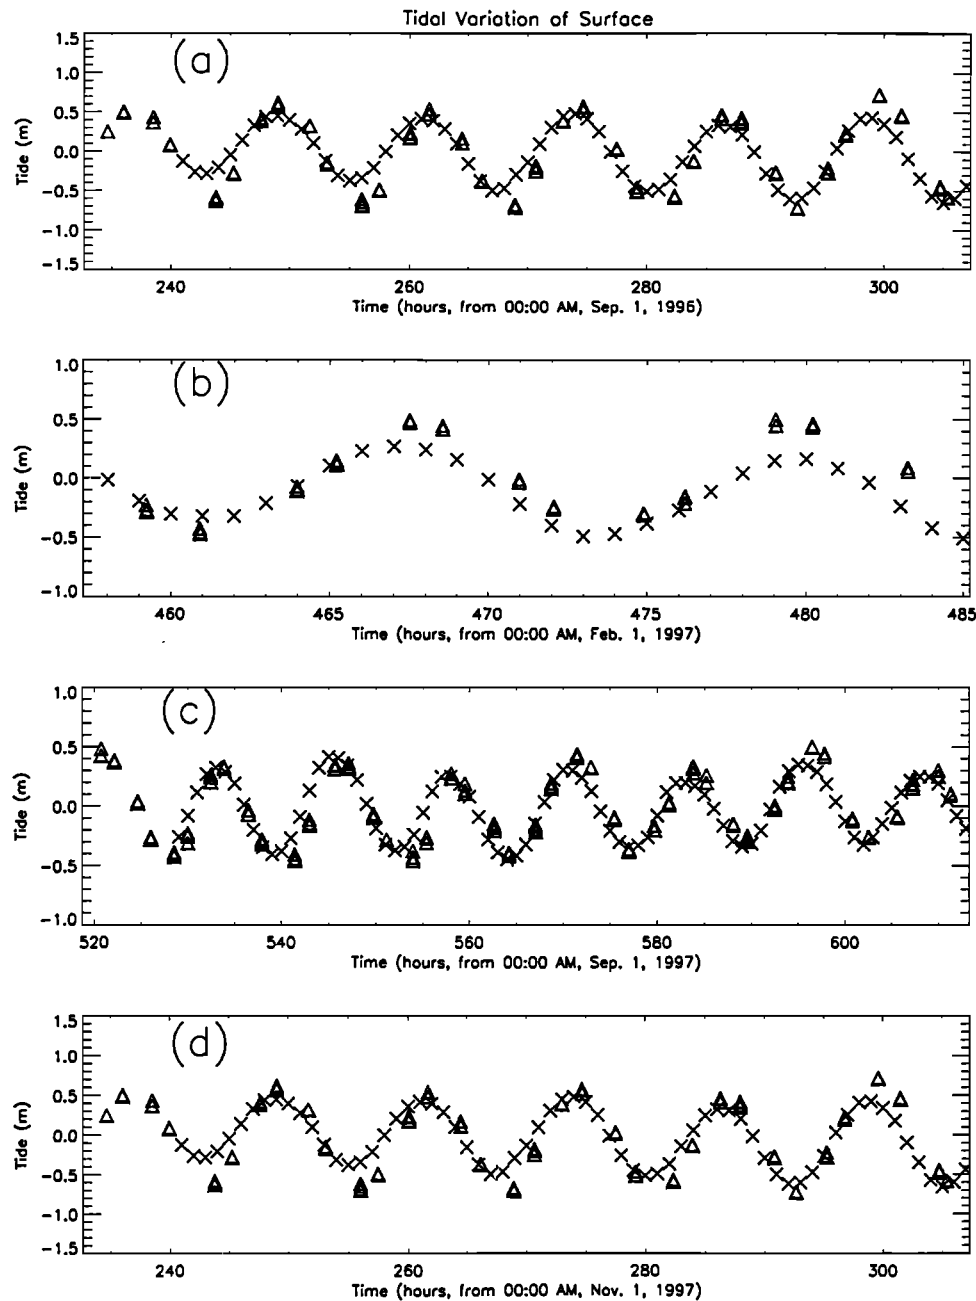 Tidal Variation of Surface
(a)
1.5
1.0
0.5
0.0
-0.5
-1.0
-1.5
Tide (m)
240 260 280 300
Time (hours, from 00:00 AM, Sep. 1, 1996)
(b)
1.0
0.5
0.0
-0.5
-1.0
Tide (m)
460 465 470 475 480 485
Time (hours, from 00:00 AM, Feb. 1, 1997)
(c)
1.0
0.5
0.0
-0.5
-1.0
Tide (m)
520 540 560 580 600
Time (hours, from 00:00 AM, Sep. 1, 1997)
(d)
1.5
1.0
0.5
0.0
-0.5
-1.0
-1.5
Tide (m)
240 260 280 300
Time (hours, from 00:00 AM, Nov. 1, 1997)